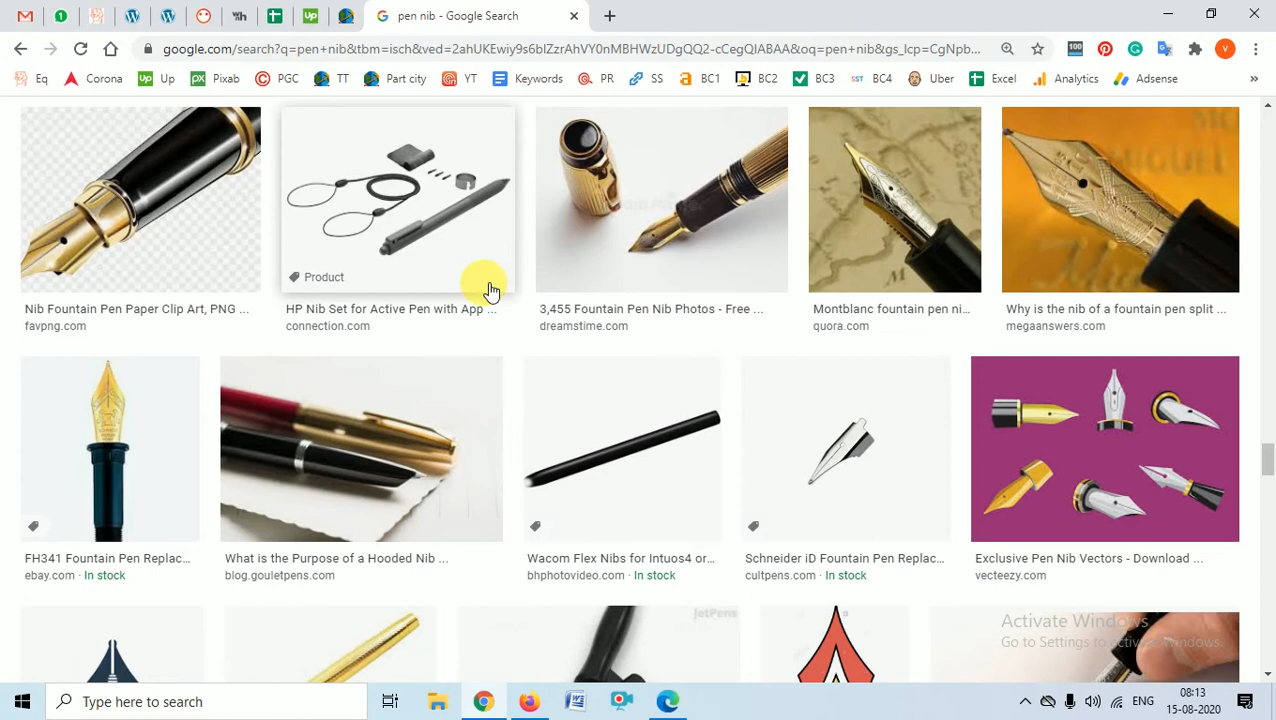 pen nib - Google Search
google.com/search?q=pen+nib&tbm=isch&ved=2ahUKEwiy9s6blZzrAhVY0nMBHWzUDgQQ2-cCegQIABAA&oq=pen+nib&gs_lcp=CgNpb...
Eq Corona Up Pixab PGC TT Part city YT Keywords PR SS BC1 BC2 BC3 BC4 Uber Excel Analytics Adsense
Product
Nib Fountain Pen Paper Clip Art, PNG ...
favpng.com
HP Nib Set for Active Pen with App ...
connection.com
3,455 Fountain Pen Nib Photos - Free ...
dreamstime.com
Montblanc fountain pen ni...
quora.com
Why is the nib of a fountain pen split ...
megaanswers.com
FH341 Fountain Pen Replac...
ebay.com · In stock
What is the Purpose of a Hooded Nib ...
blog.gouletpens.com
Wacom Flex Nibs for Intuos4 or...
bhphotovideo.com · In stock
Schneider iD Fountain Pen Replac...
cultpens.com · In stock
Exclusive Pen Nib Vectors - Download ...
vecteezy.com
JetPens
Activate Windows
Go to Settings to activate Windows.
Type here to search
ENG
08:13
15-08-2020